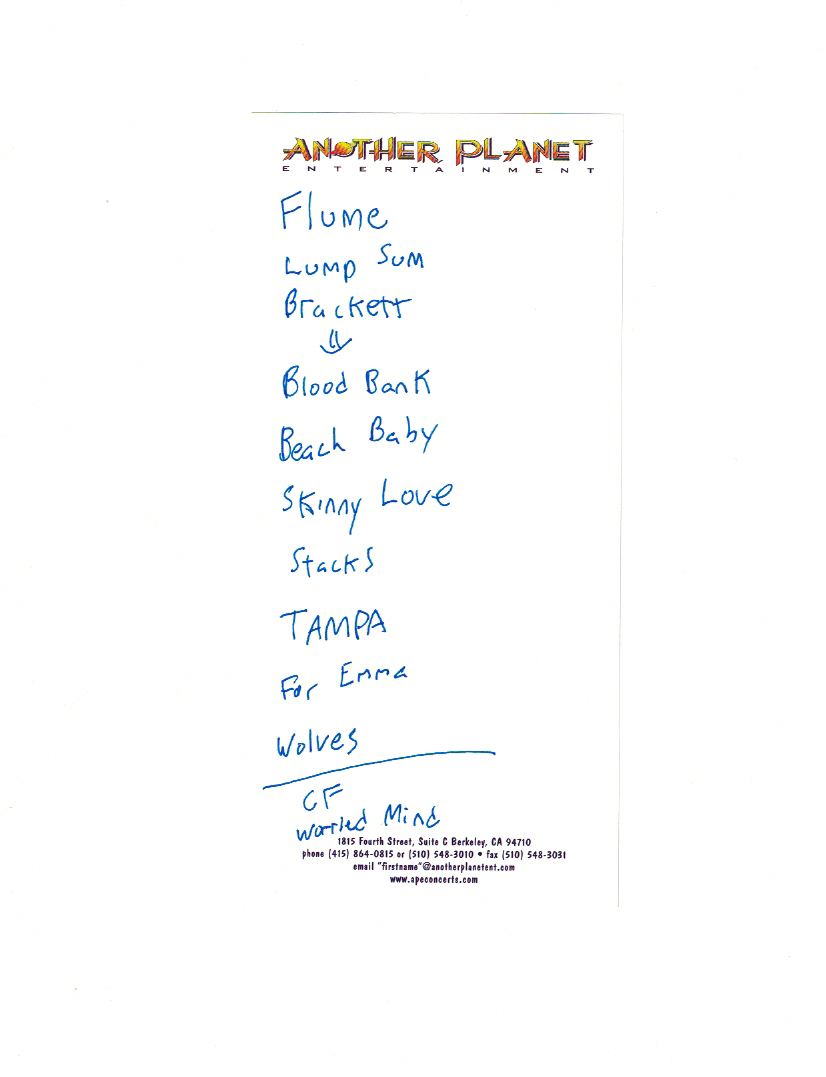 ANOTHER PLANET
ENTERTAINMENT
Flume
Lump Sum
Brackett
Blood Bank
Beach Baby
Skinny Love
Stacks
TAMPA
For Emma
Wolves
CF
Worried Mind
1815 Fourth Street, Suite C Berkeley, CA 94710
phone (415) 864-0815 or (510) 548-3010 • fax (510) 548-3031
email "firstname"@anotherplanetent.com
www.apeconcerts.com